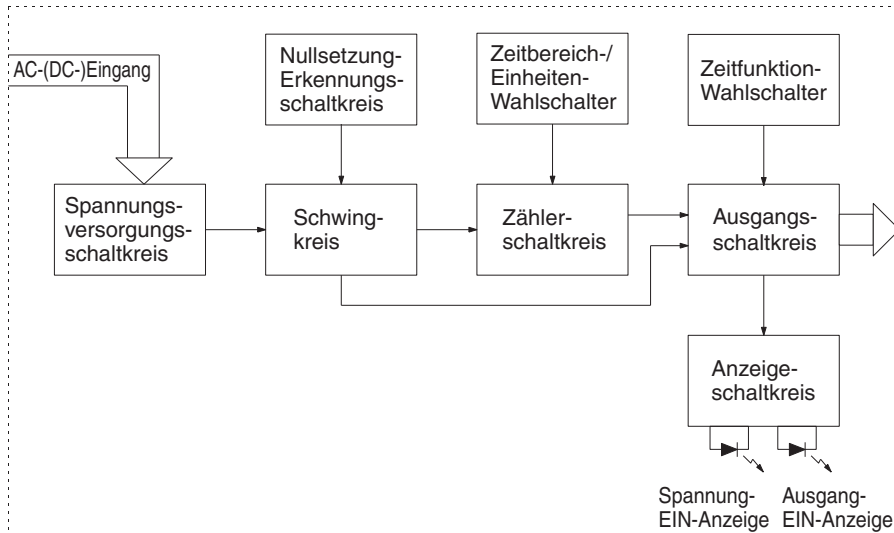 AC-(DC-)Eingang
Nullsetzung-
Erkennungs-
schaltkreis
Zeitbereich-/
Einheiten-
Wahlschalter
Zeitfunktion-
Wahlschalter
Spannungs-
versorgungs-
schaltkreis
Schwing-
kreis
Zähler-
schaltkreis
Ausgangs-
schaltkreis
Anzeige-
schaltkreis
Spannung-
EIN-Anzeige
Ausgang-
EIN-Anzeige